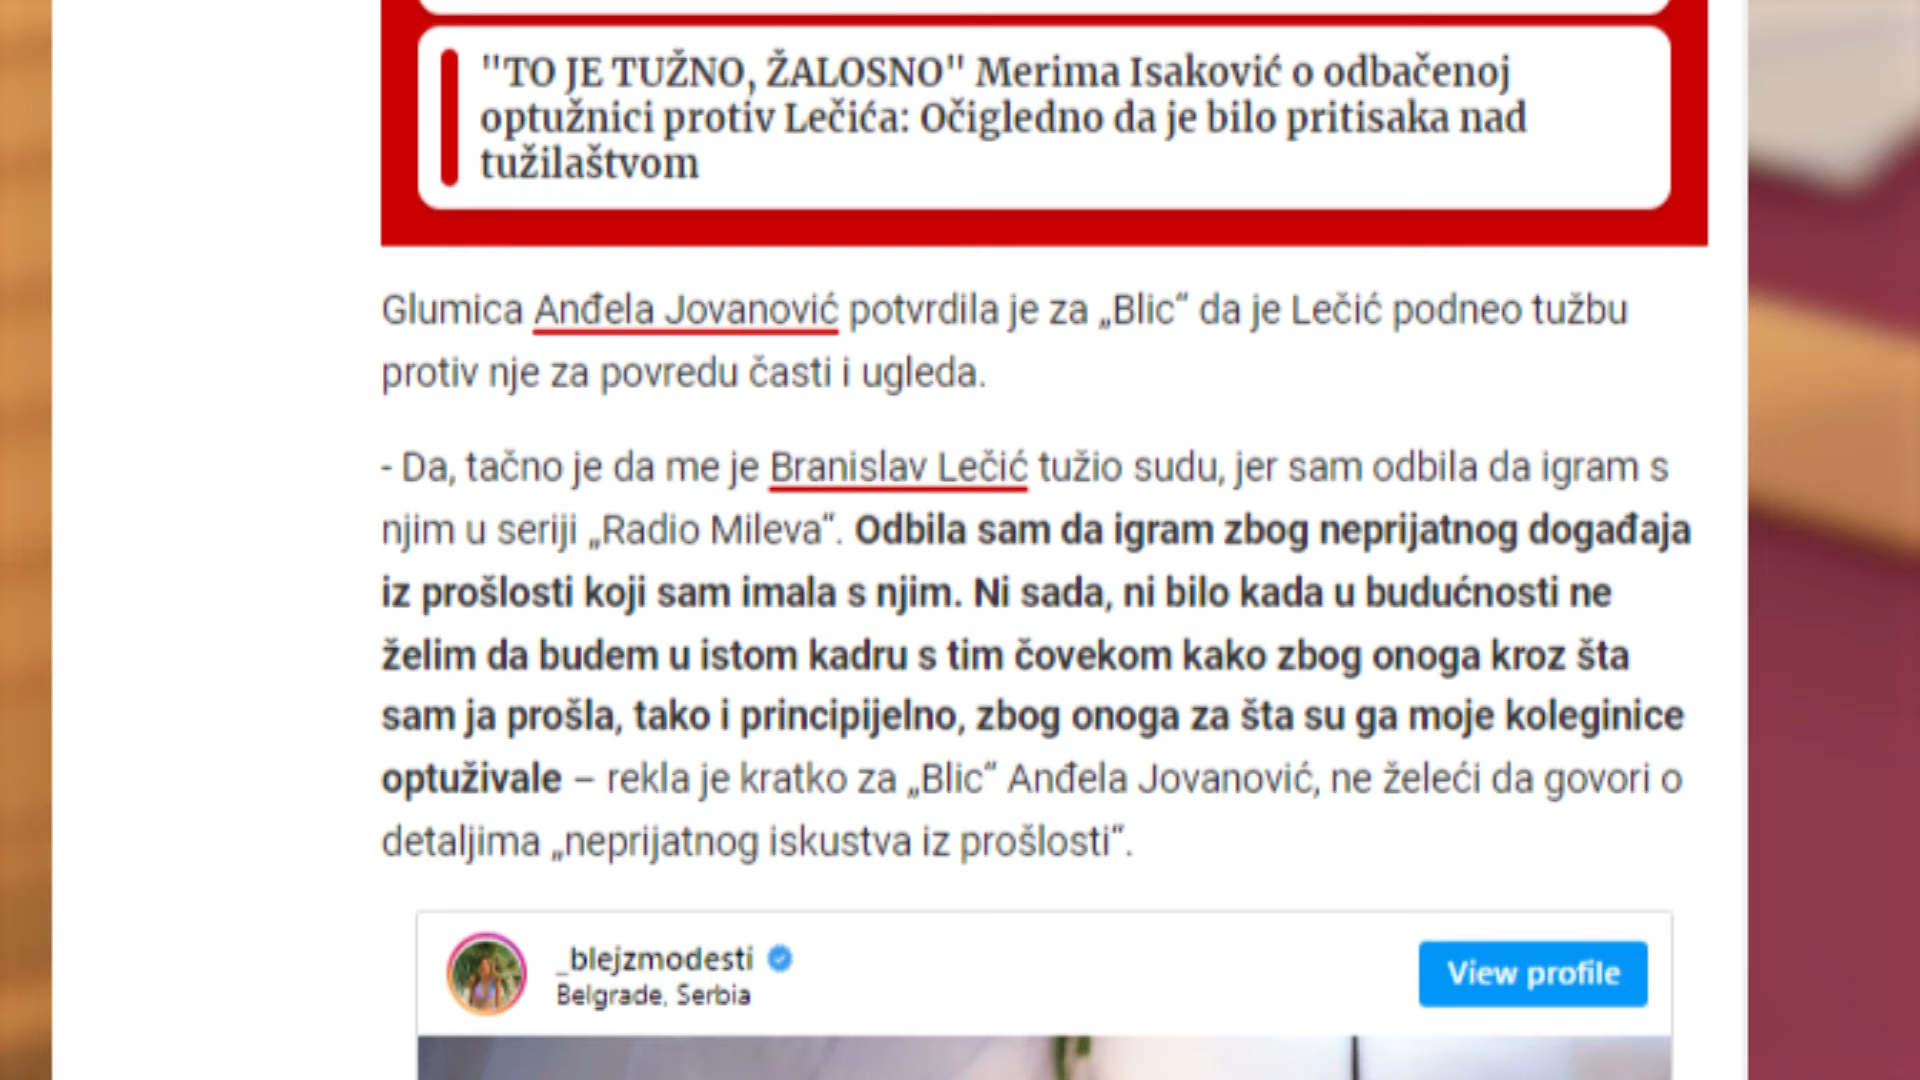 "TO JE TUŽNO, ŽALOSNO" Merima Isaković o odbačenoj
optužnici protiv Lečića: Očigledno da je bilo pritisaka nad
tužilaštvom
Glumica Anđela Jovanović potvrdila je za „Blic“ da je Lečić podneo tužbu
protiv nje za povredu časti i ugleda.
- Da, tačno je da me je Branislav Lečić tužio sudu, jer sam odbila da igram s
njim u seriji „Radio Mileva“. Odbila sam da igram zbog neprijatnog događaja
iz prošlosti koji sam imala s njim. Ni sada, ni bilo kada u budućnosti ne
želim da budem u istom kadru s tim čovekom kako zbog onoga kroz šta
sam ja prošla, tako i principijelno, zbog onoga za šta su ga moje koleginice
optuživale – rekla je kratko za „Blic“ Anđela Jovanović, ne želeći da govori o
detaljima „neprijatnog iskustva iz prošlosti“.
_blejzmodesti
Belgrade, Serbia
View profile